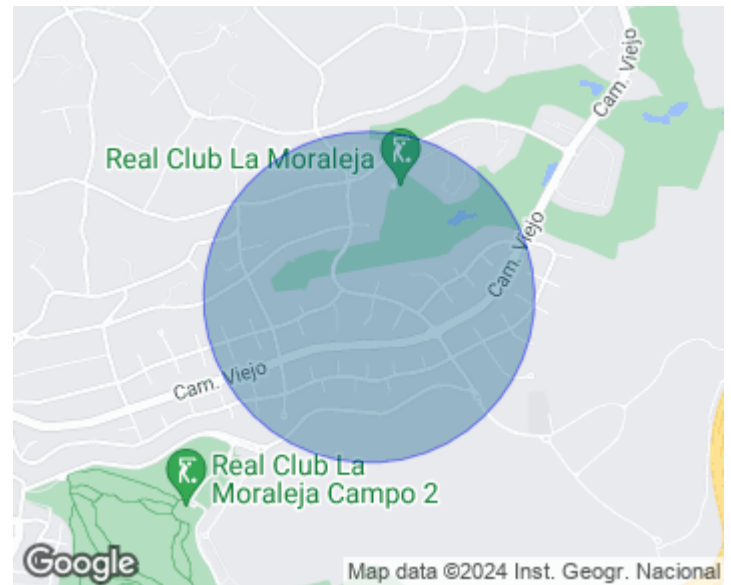 Cam. Viejo
Real Club La Moraleja
Cam. Viejo
Cam. Viejo
Real Club La
Moraleja Campo 2
Google
Map data ©2024 Inst. Geogr. Nacional